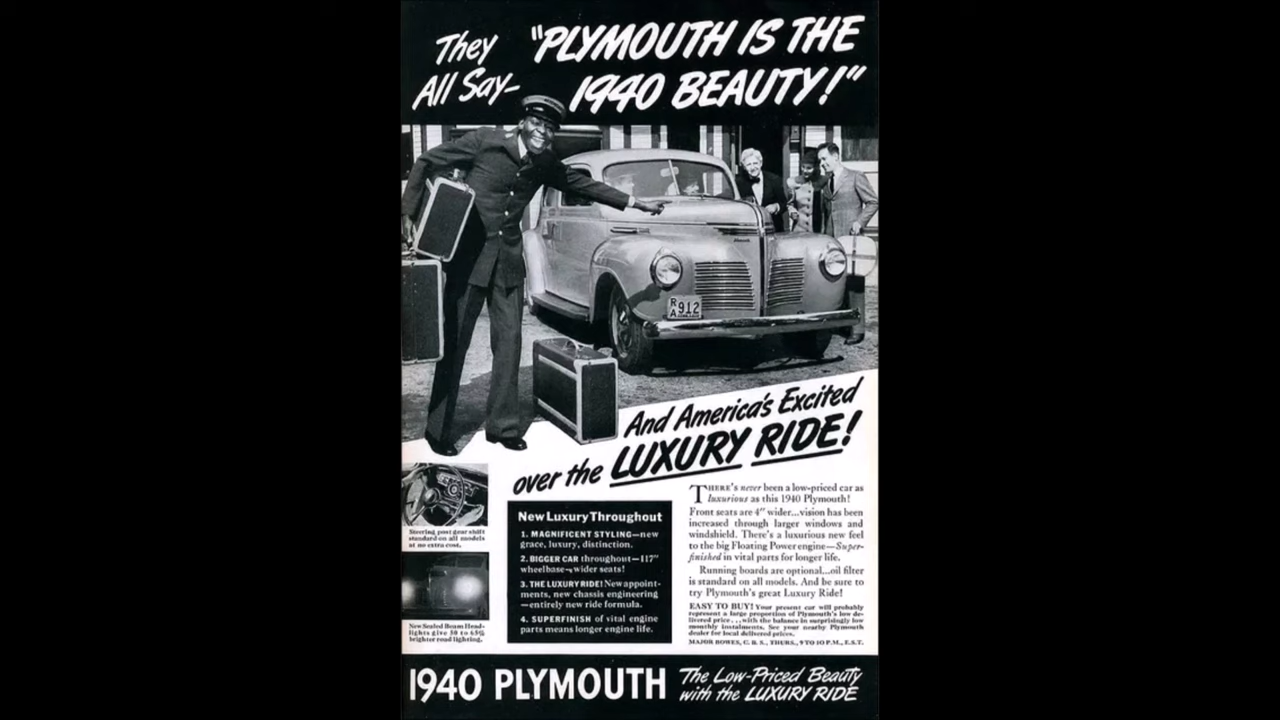 They "PLYMOUTH IS THE
All Say- 1940 BEAUTY!"
R A 912
And America's Excited
over the LUXURY RIDE!
Steering post gear shift
standard on all models
at no extra cost.
New Sealed Beam Head-
lights give 50 to 65%
brighter road lighting.
New Luxury Throughout
1. MAGNIFICENT STYLING—new
grace, luxury, distinction.
2. BIGGER CAR throughout—117"
wheelbase—wider seats!
3. THE LUXURY RIDE! New appoint-
ments, new chassis engineering
—entirely new ride formula.
4. SUPERFINISH of vital engine
parts means longer engine life.
THERE'S never been a low-priced car as
luxurious as this 1940 Plymouth!
Front seats are 4" wider...vision has been
increased through larger windows and
windshield. There's a luxurious new feel
to the big Floating Power engine—Super-
finished in vital parts for longer life.
Running boards are optional...oil filter
is standard on all models. And be sure to
try Plymouth's great Luxury Ride!
EASY TO BUY! Your present car will probably
represent a large proportion of Plymouth's low de-
livered price...with the balance in surprisingly low
monthly instalments. See your nearby Plymouth
dealer for local delivered prices.
MAJOR BOWES, C. B. S., THURS., 9 TO 10 P.M., E.S.T.
1940 PLYMOUTH
The Low-Priced Beauty
with the LUXURY RIDE